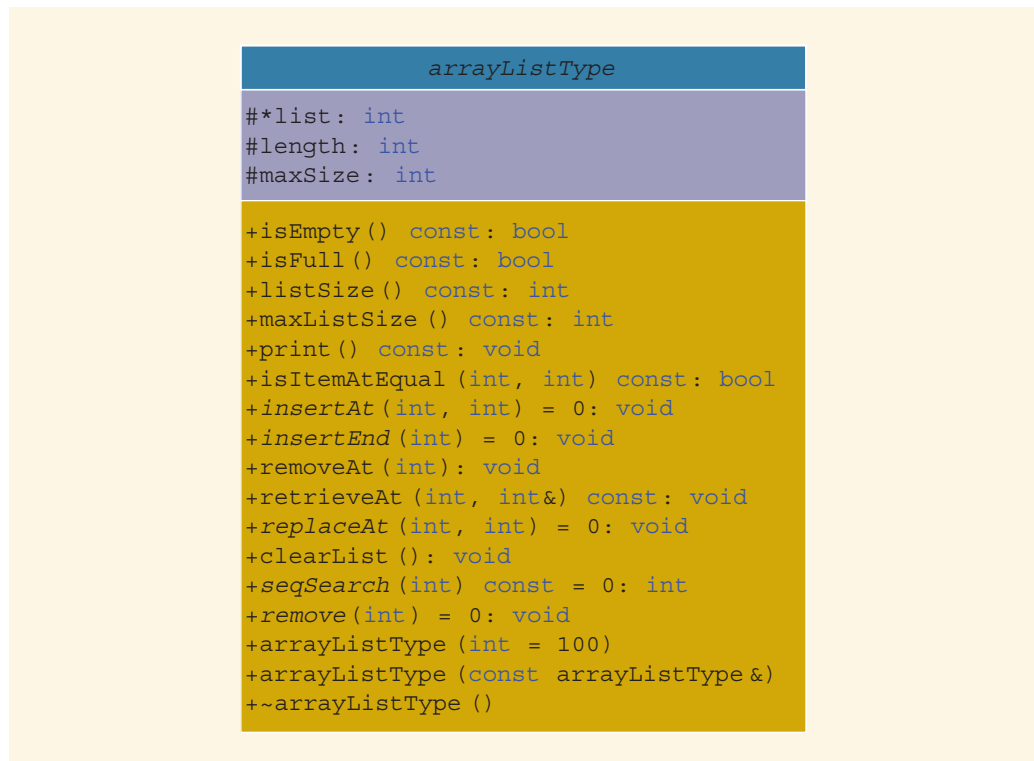 arrayListType
#*list: int
#length: int
#maxSize: int
+isEmpty() const: bool
+isFull() const: bool
+listSize() const: int
+maxListSize() const: int
+print() const: void
+isItemAtEqual(int, int) const: bool
+insertAt(int, int) = 0: void
+insertEnd(int) = 0: void
+removeAt(int): void
+retrieveAt(int, int&) const: void
+replaceAt(int, int) = 0: void
+clearList(): void
+seqSearch(int) const = 0: int
+remove(int) = 0: void
+arrayListType(int = 100)
+arrayListType(const arrayListType&)
+~arrayListType()